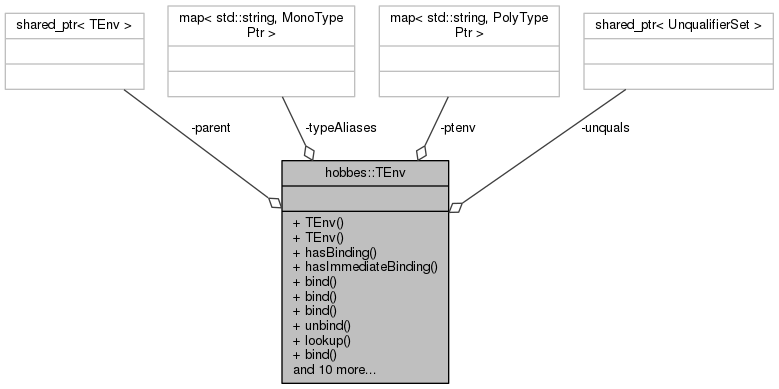 shared_ptr< TEnv >
map< std::string, MonoType
Ptr >
map< std::string, PolyType
Ptr >
shared_ptr< UnqualifierSet >
-parent
-typeAliases
-ptenv
-unquals
hobbes::TEnv
+ TEnv()
+ TEnv()
+ hasBinding()
+ hasImmediateBinding()
+ bind()
+ bind()
+ bind()
+ unbind()
+ lookup()
+ bind()
and 10 more...